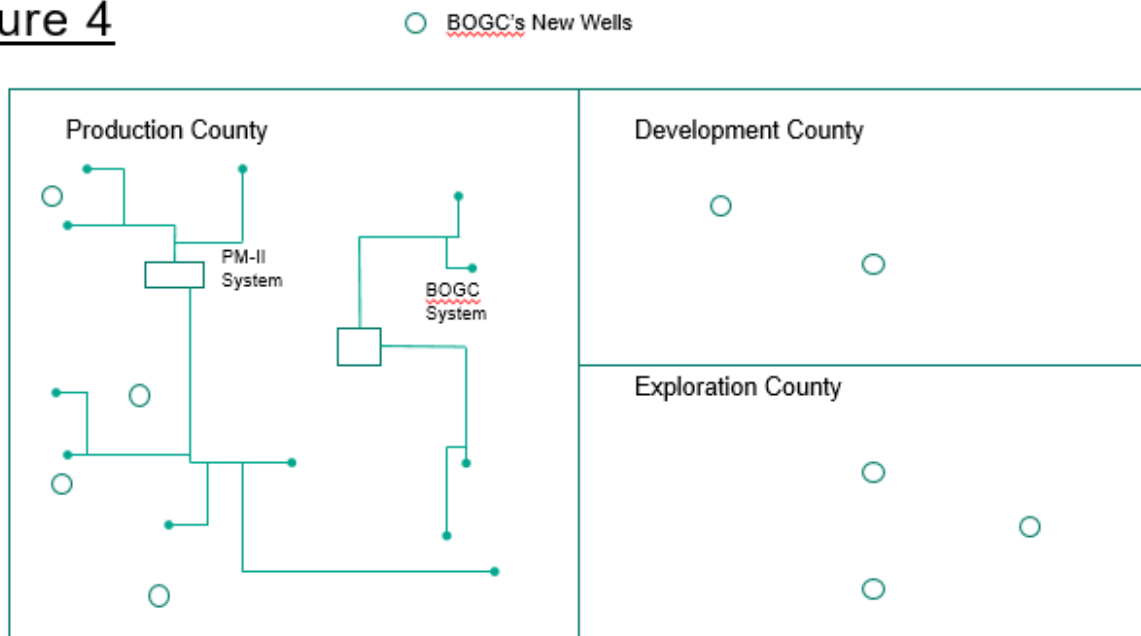 ure 4
BOGC's New Wells
Production County
Development County
PM-II
System
BOGC
System
Exploration County